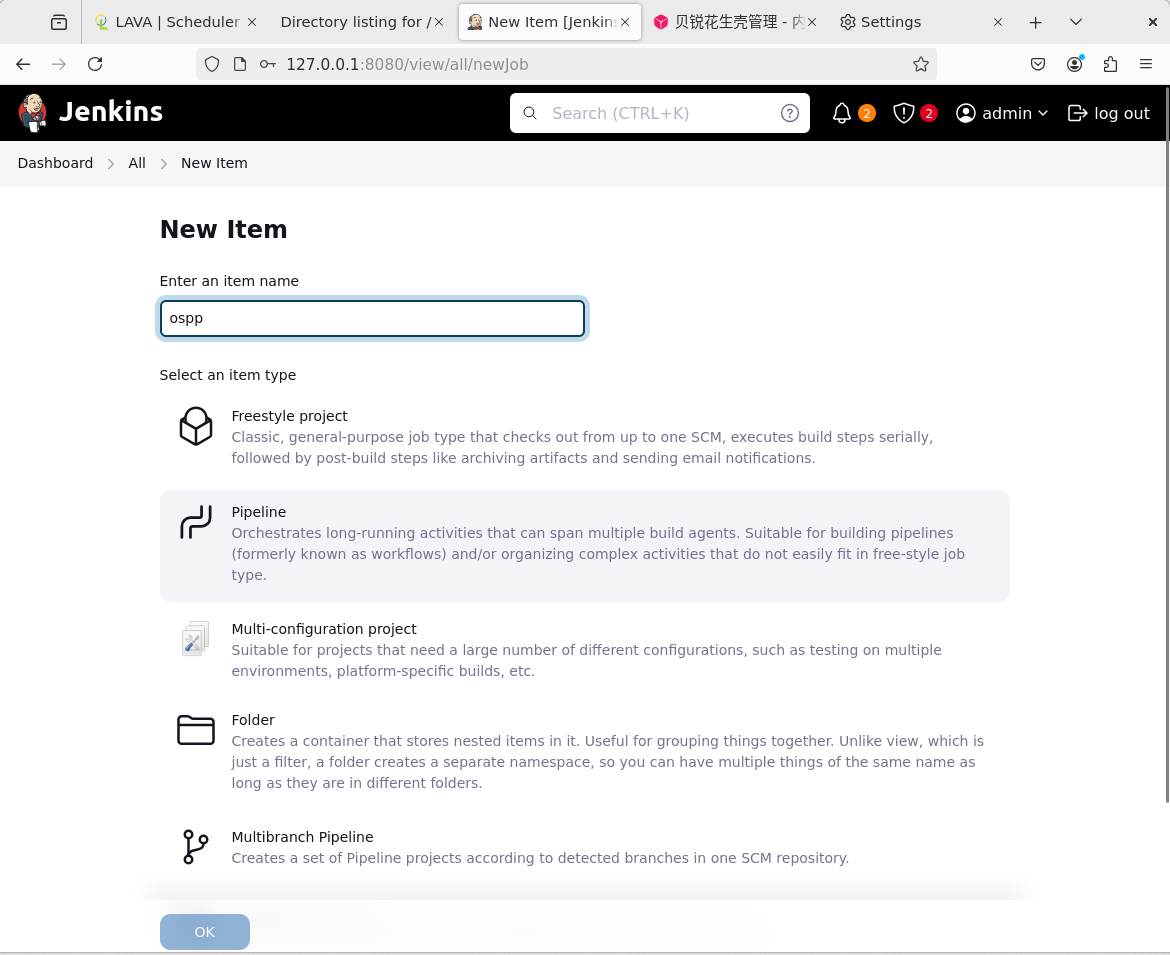 LAVA | Scheduler
Directory listing for /
New Item [Jenkins
贝锐花生壳管理 - 内
Settings
127.0.0.1:8080/view/all/newJob
Jenkins
Search (CTRL+K)
2
2
admin
log out
Dashboard
All
New Item
New Item
Enter an item name
ospp
Select an item type
Freestyle project
Classic, general-purpose job type that checks out from up to one SCM, executes build steps serially,
followed by post-build steps like archiving artifacts and sending email notifications.
Pipeline
Orchestrates long-running activities that can span multiple build agents. Suitable for building pipelines
(formerly known as workflows) and/or organizing complex activities that do not easily fit in free-style job
type.
Multi-configuration project
Suitable for projects that need a large number of different configurations, such as testing on multiple
environments, platform-specific builds, etc.
Folder
Creates a container that stores nested items in it. Useful for grouping things together. Unlike view, which is
just a filter, a folder creates a separate namespace, so you can have multiple things of the same name as
long as they are in different folders.
Multibranch Pipeline
Creates a set of Pipeline projects according to detected branches in one SCM repository.
OK